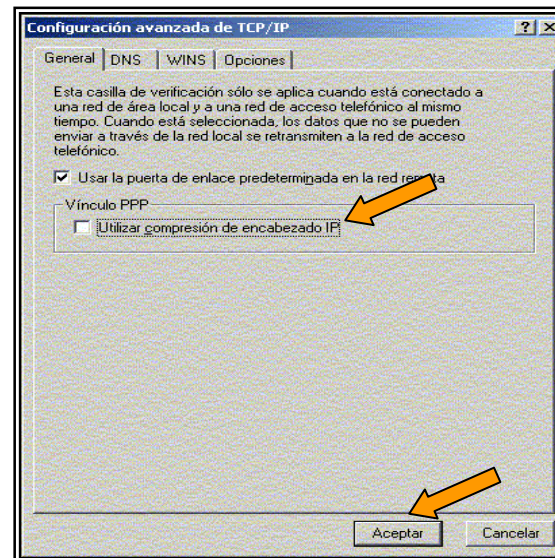 Configuración avanzada de TCP/IP
General DNS WINS Opciones
Esta casilla de verificación sólo se aplica cuando está conectado a
una red de área local y a una red de acceso telefónico al mismo
tiempo. Cuando está seleccionada, los datos que no se pueden
enviar a través de la red local se retransmiten a la red de acceso
telefónico.
Usar la puerta de enlace predeterminada en la red remota
Vínculo PPP
Utilizar compresión de encabezado IP
Aceptar Cancelar